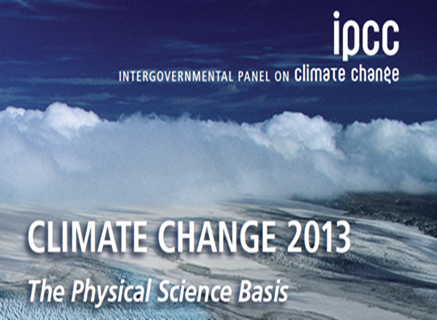 ipcc
INTERGOVERNMENTAL PANEL ON climate change
CLIMATE CHANGE 2013
The Physical Science Basis